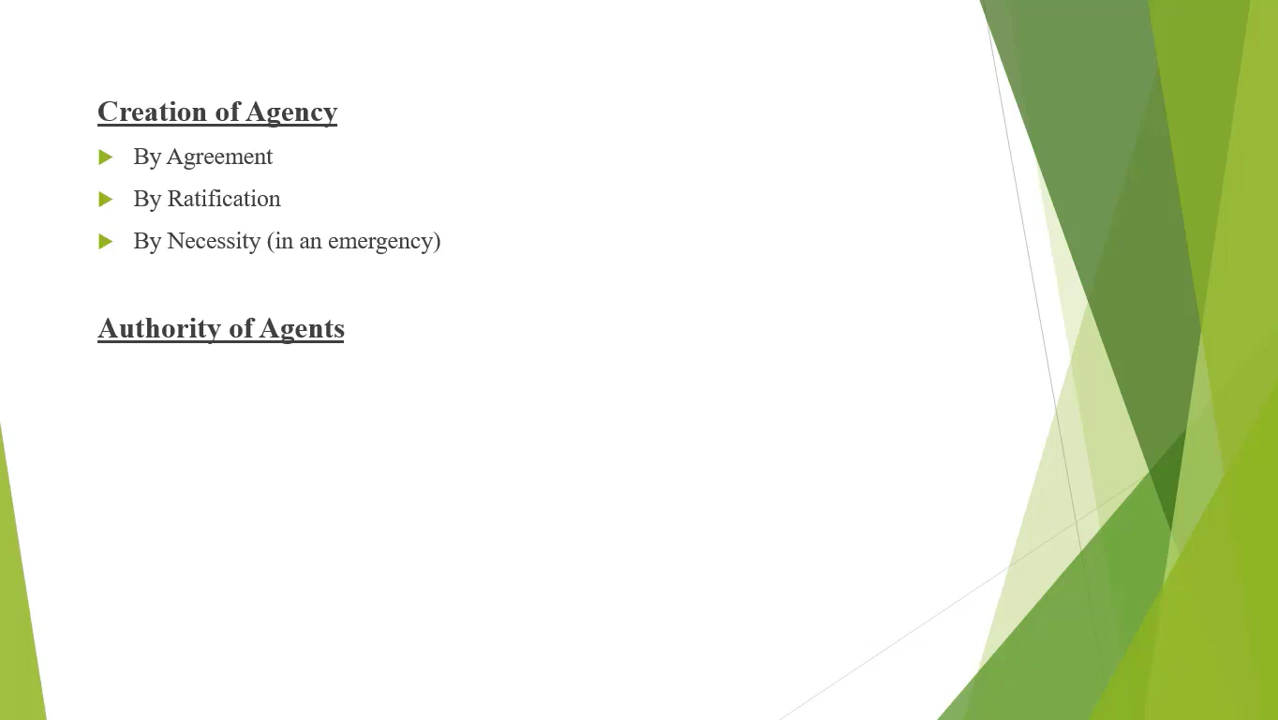 Creation of Agency
By Agreement
By Ratification
By Necessity (in an emergency)
Authority of Agents